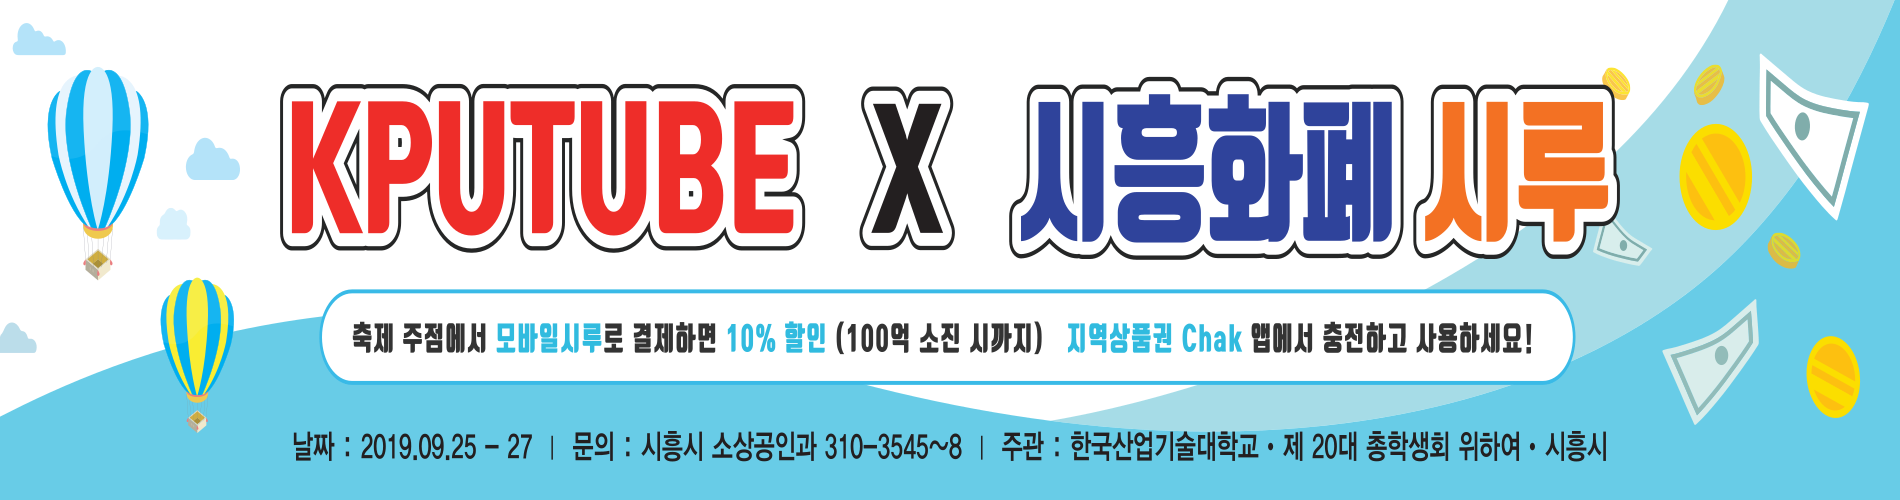 KPUTUBE X 시흥화폐 시루
축제 주점에서 모바일시루로 결제하면 10% 할인 (100억 소진 시까지) 지역상품권 Chak 앱에서 충전하고 사용하세요!
날짜 : 2019.09.25 - 27 | 문의 : 시흥시 소상공인과 310-3545~8 | 주관 : 한국산업기술대학교 · 제 20대 총학생회 위하여 · 시흥시